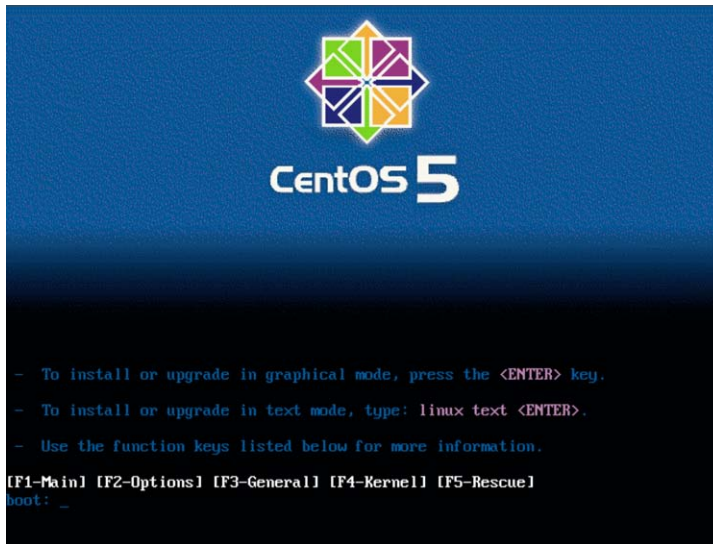 CentOS 5
- To install or upgrade in graphical mode, press the <ENTER> key.
- To install or upgrade in text mode, type: linux text <ENTER>.
- Use the function keys listed below for more information.
[F1-Main] [F2-Options] [F3-General] [F4-Kernel] [F5-Rescue]
boot: _